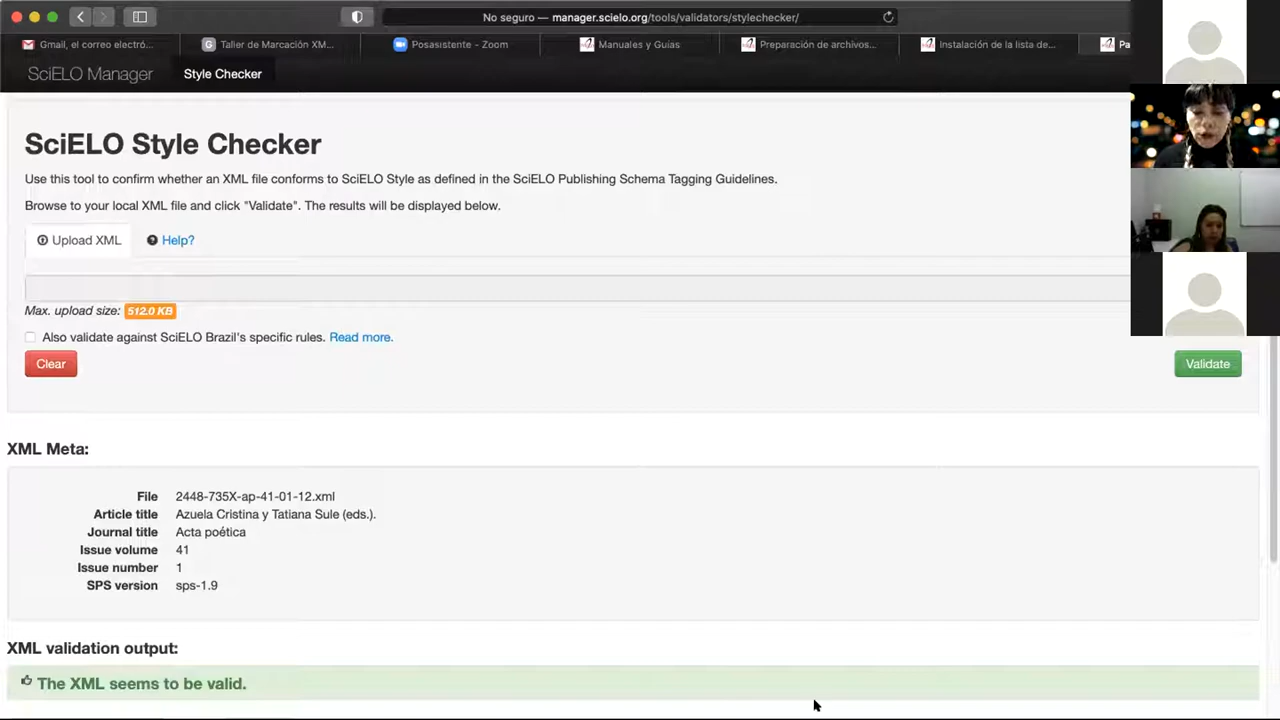 No seguro — manager.scielo.org/tools/validators/stylechecker/
Gmail, el correo electró...
Taller de Marcación XM...
Posasistente - Zoom
Manuales y Guías
Preparación de archivos...
Instalación de la lista de...
Pa
SciELO Manager
Style Checker
SciELO Style Checker
Use this tool to confirm whether an XML file conforms to SciELO Style as defined in the SciELO Publishing Schema Tagging Guidelines.
Browse to your local XML file and click "Validate". The results will be displayed below.
Upload XML
Help?
Max. upload size: 512.0 KB
Also validate against SciELO Brazil's specific rules. Read more.
Clear
Validate
XML Meta:
File 2448-735X-ap-41-01-12.xml
Article title Azuela Cristina y Tatiana Sule (eds.).
Journal title Acta poética
Issue volume 41
Issue number 1
SPS version sps-1.9
XML validation output:
The XML seems to be valid.